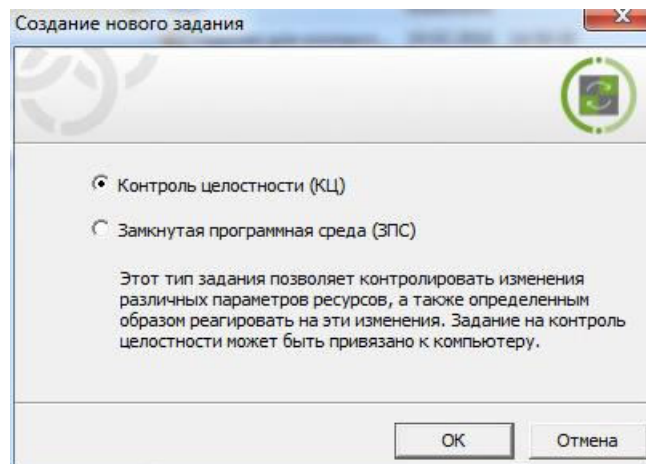 Создание нового задания
Контроль целостности (КЦ)
Замкнутая программная среда (ЗПС)
Этот тип задания позволяет контролировать изменения
различных параметров ресурсов, а также определенным
образом реагировать на эти изменения. Задание на контроль
целостности может быть привязано к компьютеру.
ОК
Отмена